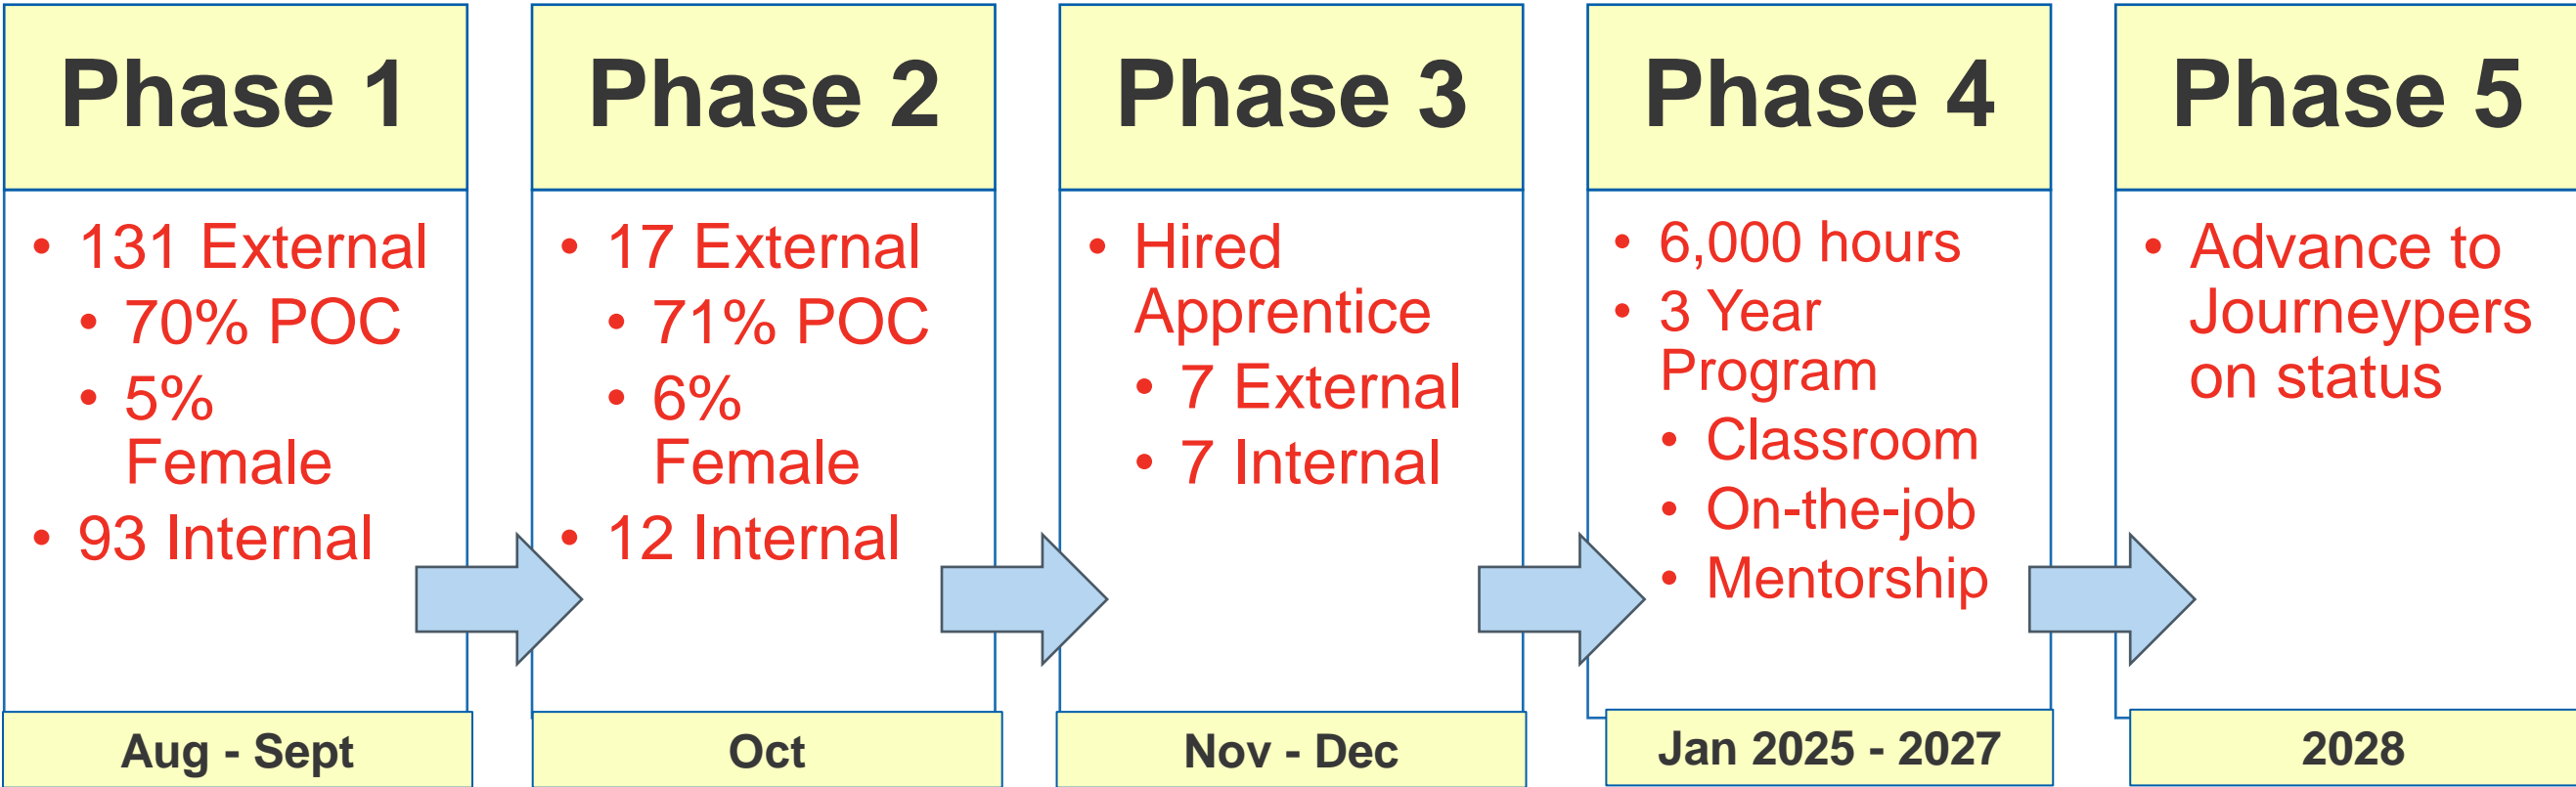 Phase 1
• 131 External
• 70% POC
• 5%
Female
• 93 Internal
Aug - Sept
Phase 2
• 17 External
• 71% POC
• 6%
Female
• 12 Internal
Oct
Phase 3
• Hired
Apprentice
• 7 External
• 7 Internal
Nov - Dec
Phase 4
• 6,000 hours
• 3 Year
Program
• Classroom
• On-the-job
• Mentorship
Jan 2025 - 2027
Phase 5
• Advance to
Journeypers
on status
2028